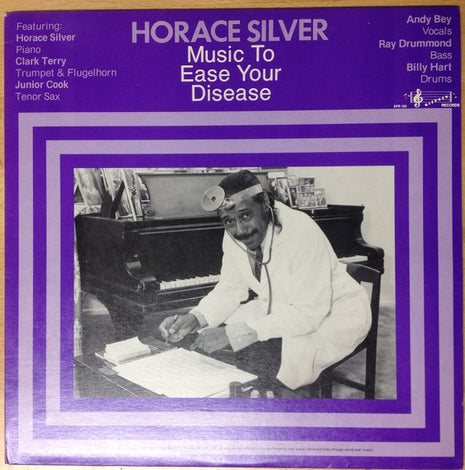 Featuring:
Horace Silver
Piano
Clark Terry
Trumpet & Flugelhorn
Junior Cook
Tenor Sax
HORACE SILVER
Music To
Ease Your
Disease
Andy Bey
Vocals
Ray Drummond
Bass
Billy Hart
Drums
RECORDS